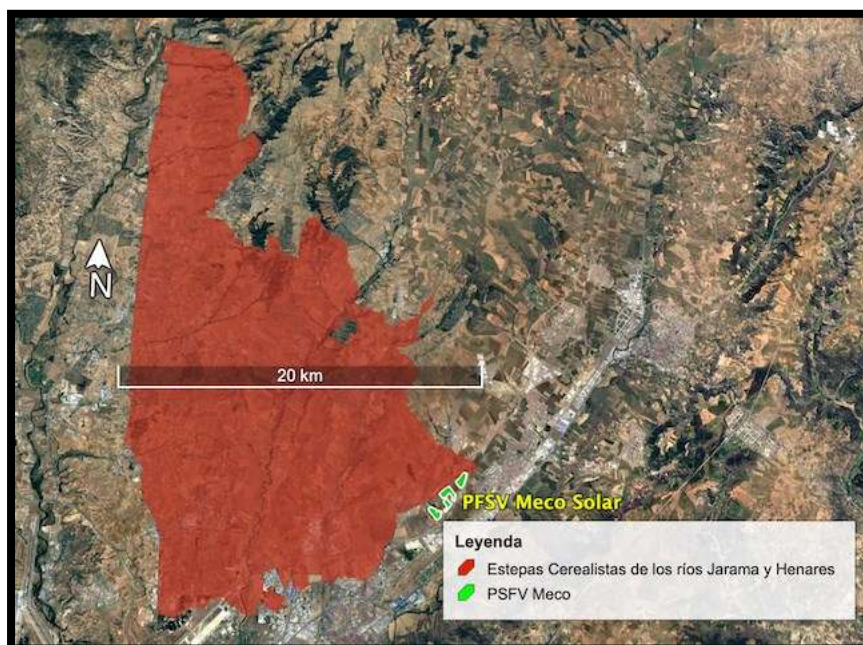 N
20 km
PFSV Meco Solar
Leyenda
Estepas Cerealistas de los ríos Jarama y Henares
PSFV Meco